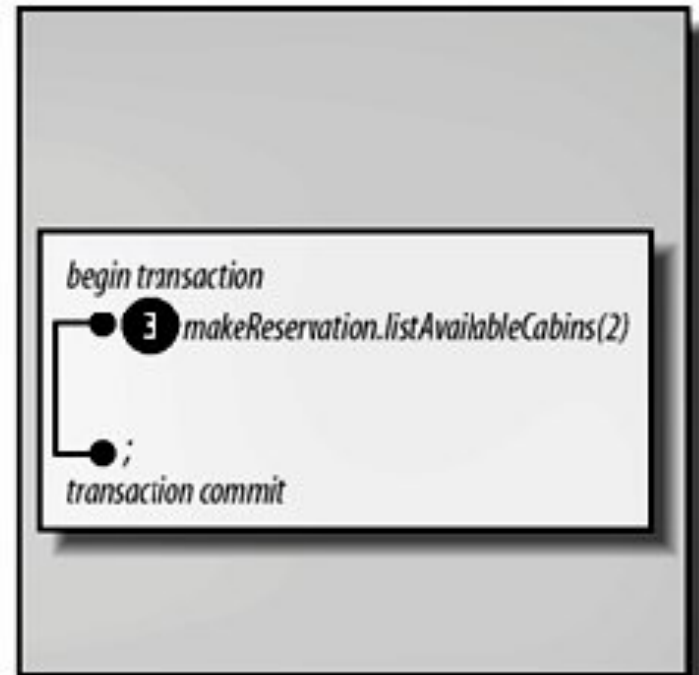 begin transaction
3 makeReservation.listAvailableCabins(2)
;
transaction commit